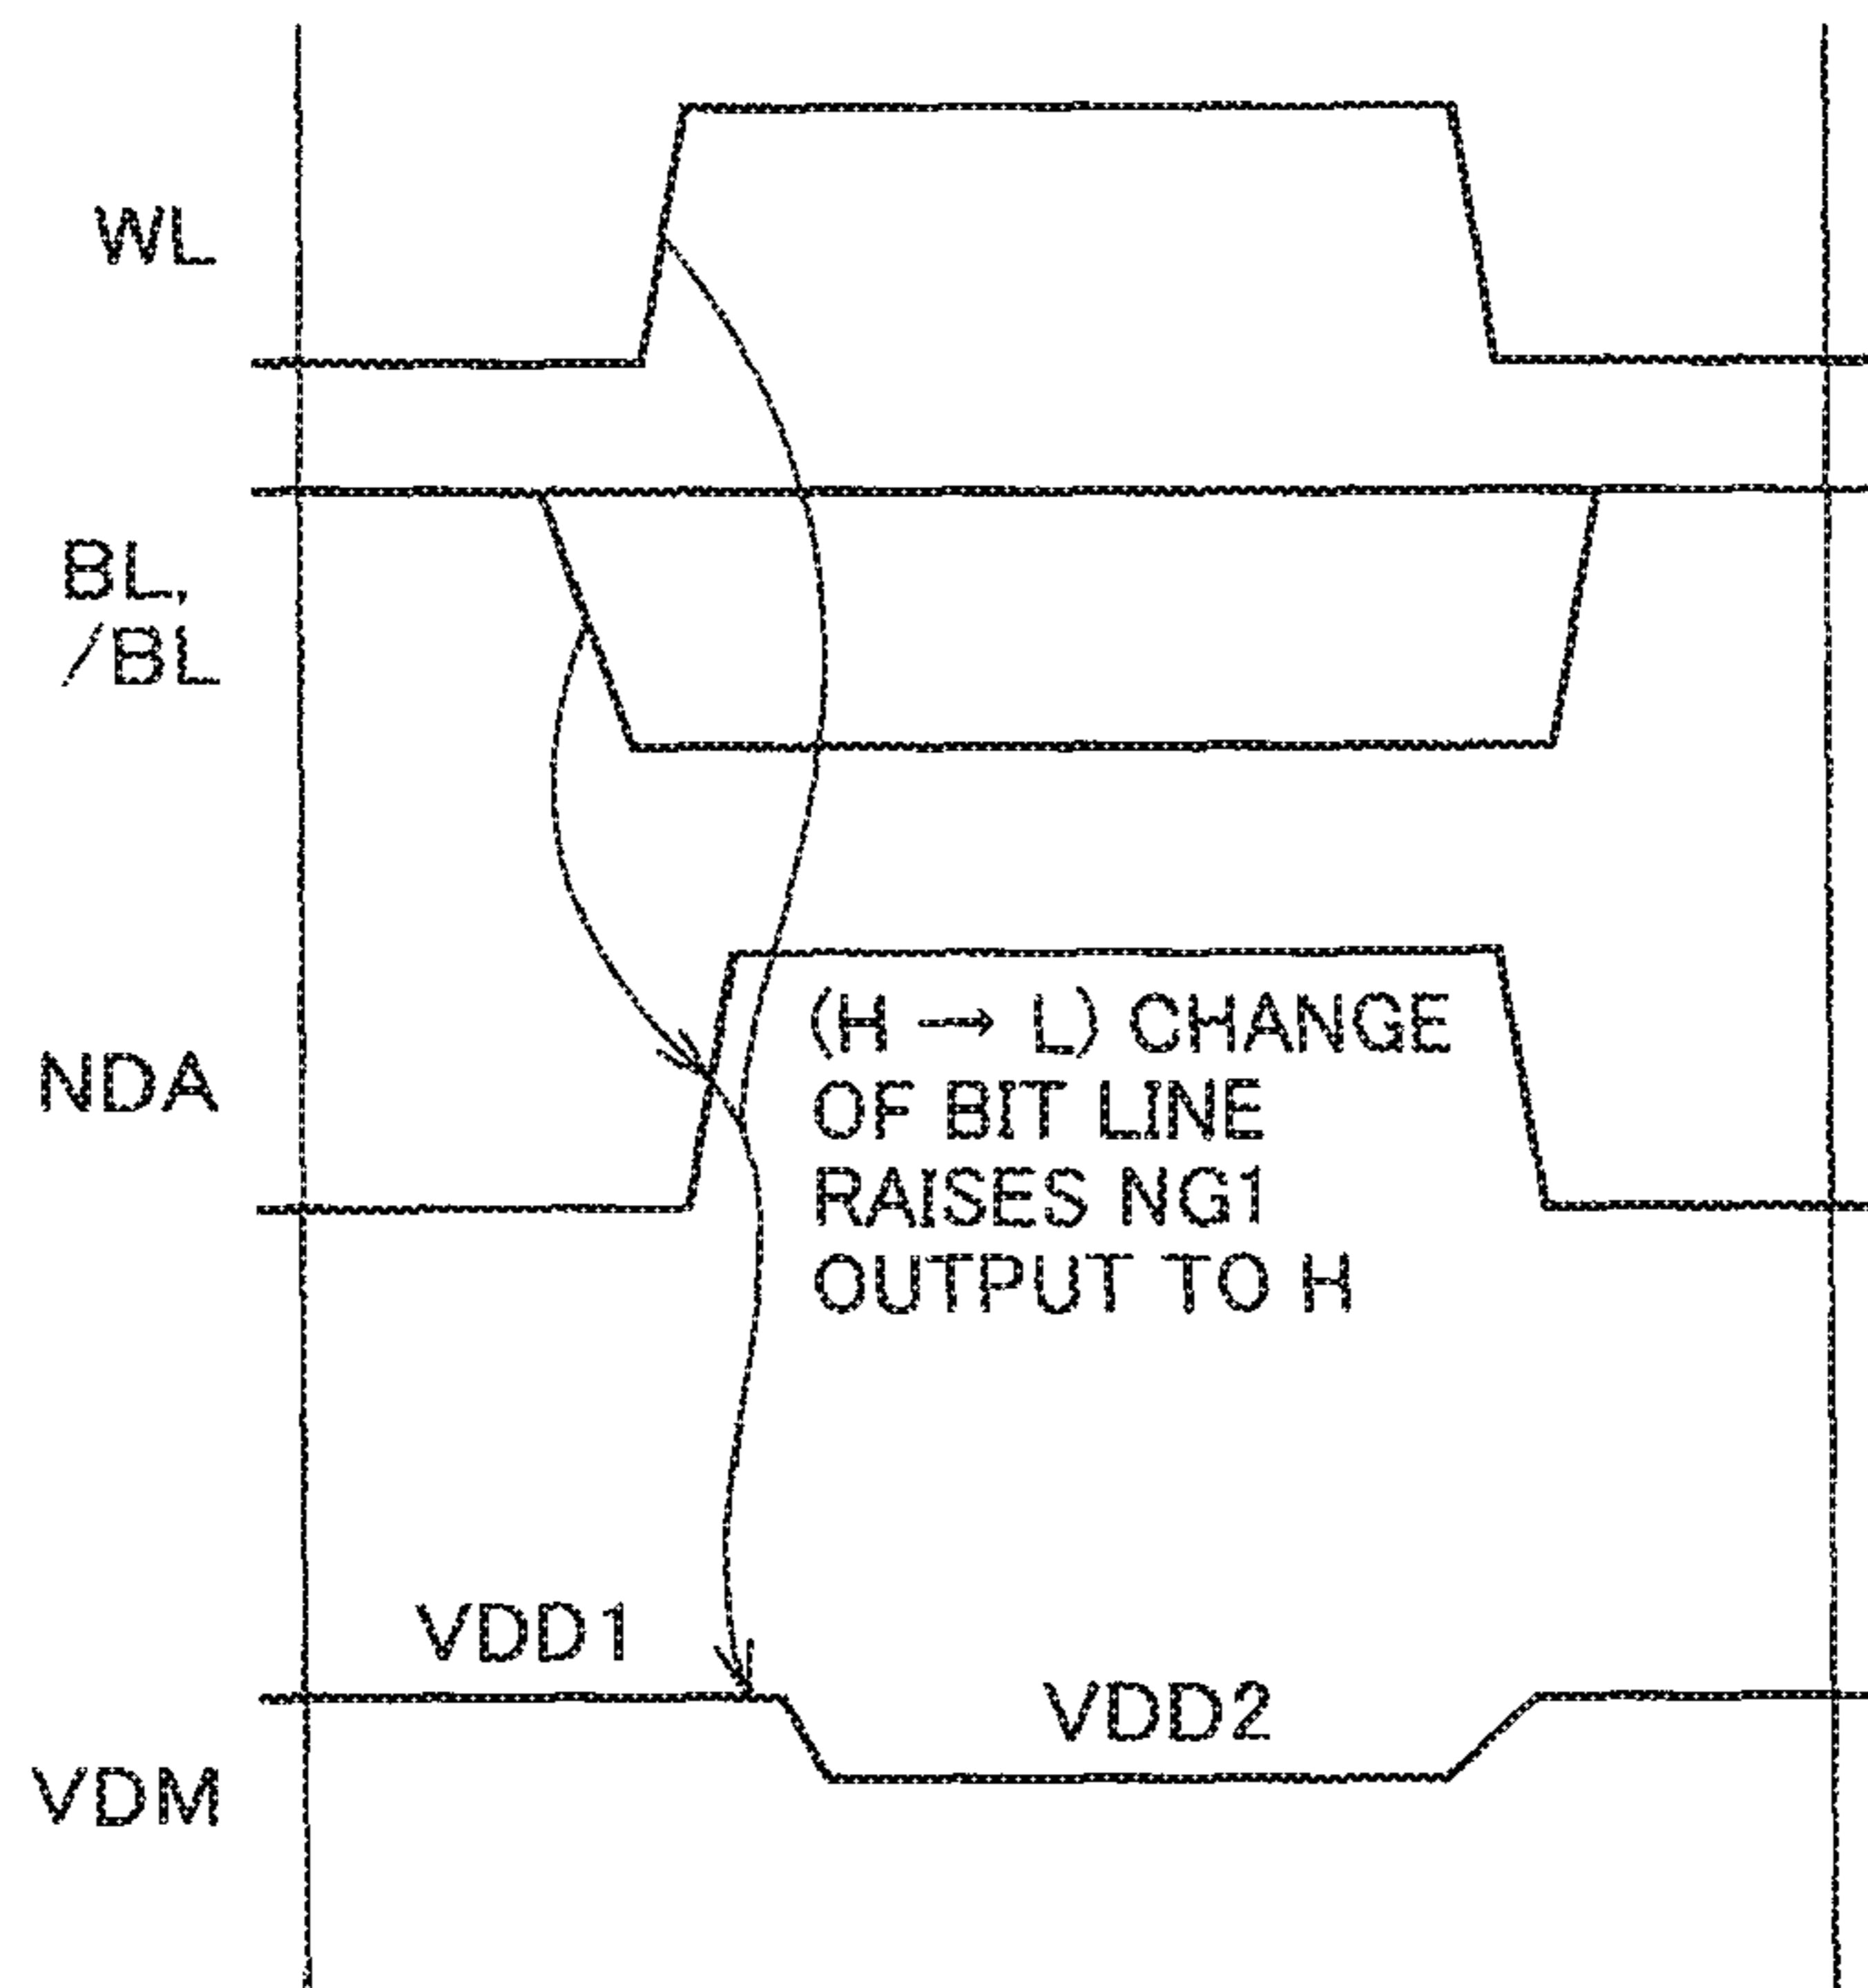 WL
BL,
/BL
NDA
(H → L) CHANGE
OF BIT LINE
RAISES NG1
OUTPUT TO H
VDD1
VDD2
VDM